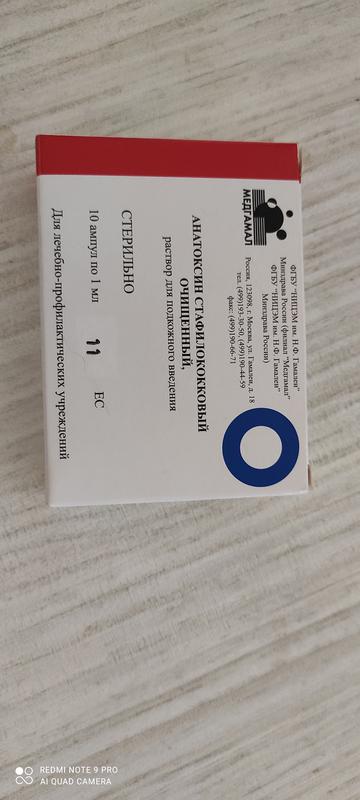 МЕДГАМАЛ
ФГБУ "НИЦЭМ им. Н.Ф. Гамалеи"
Минздрава России (филиал "Медгамал"
ФГБУ "НИЦЭМ им. Н.Ф. Гамалеи"
Минздрава России)
Россия, 123098, г. Москва, ул. Гамалеи, д. 18
тел. (499)193-30-50, (499)190-44-59
факс: (499)190-66-71
АНАТОКСИН СТАФИЛОКОККОВЫЙ
ОЧИЩЕННЫЙ,
раствор для подкожного введения
СТЕРИЛЬНО
10 ампул по 1 мл 11 ЕС
Для лечебно-профилактических учреждений
REDMI NOTE 9 PRO
AI QUAD CAMERA